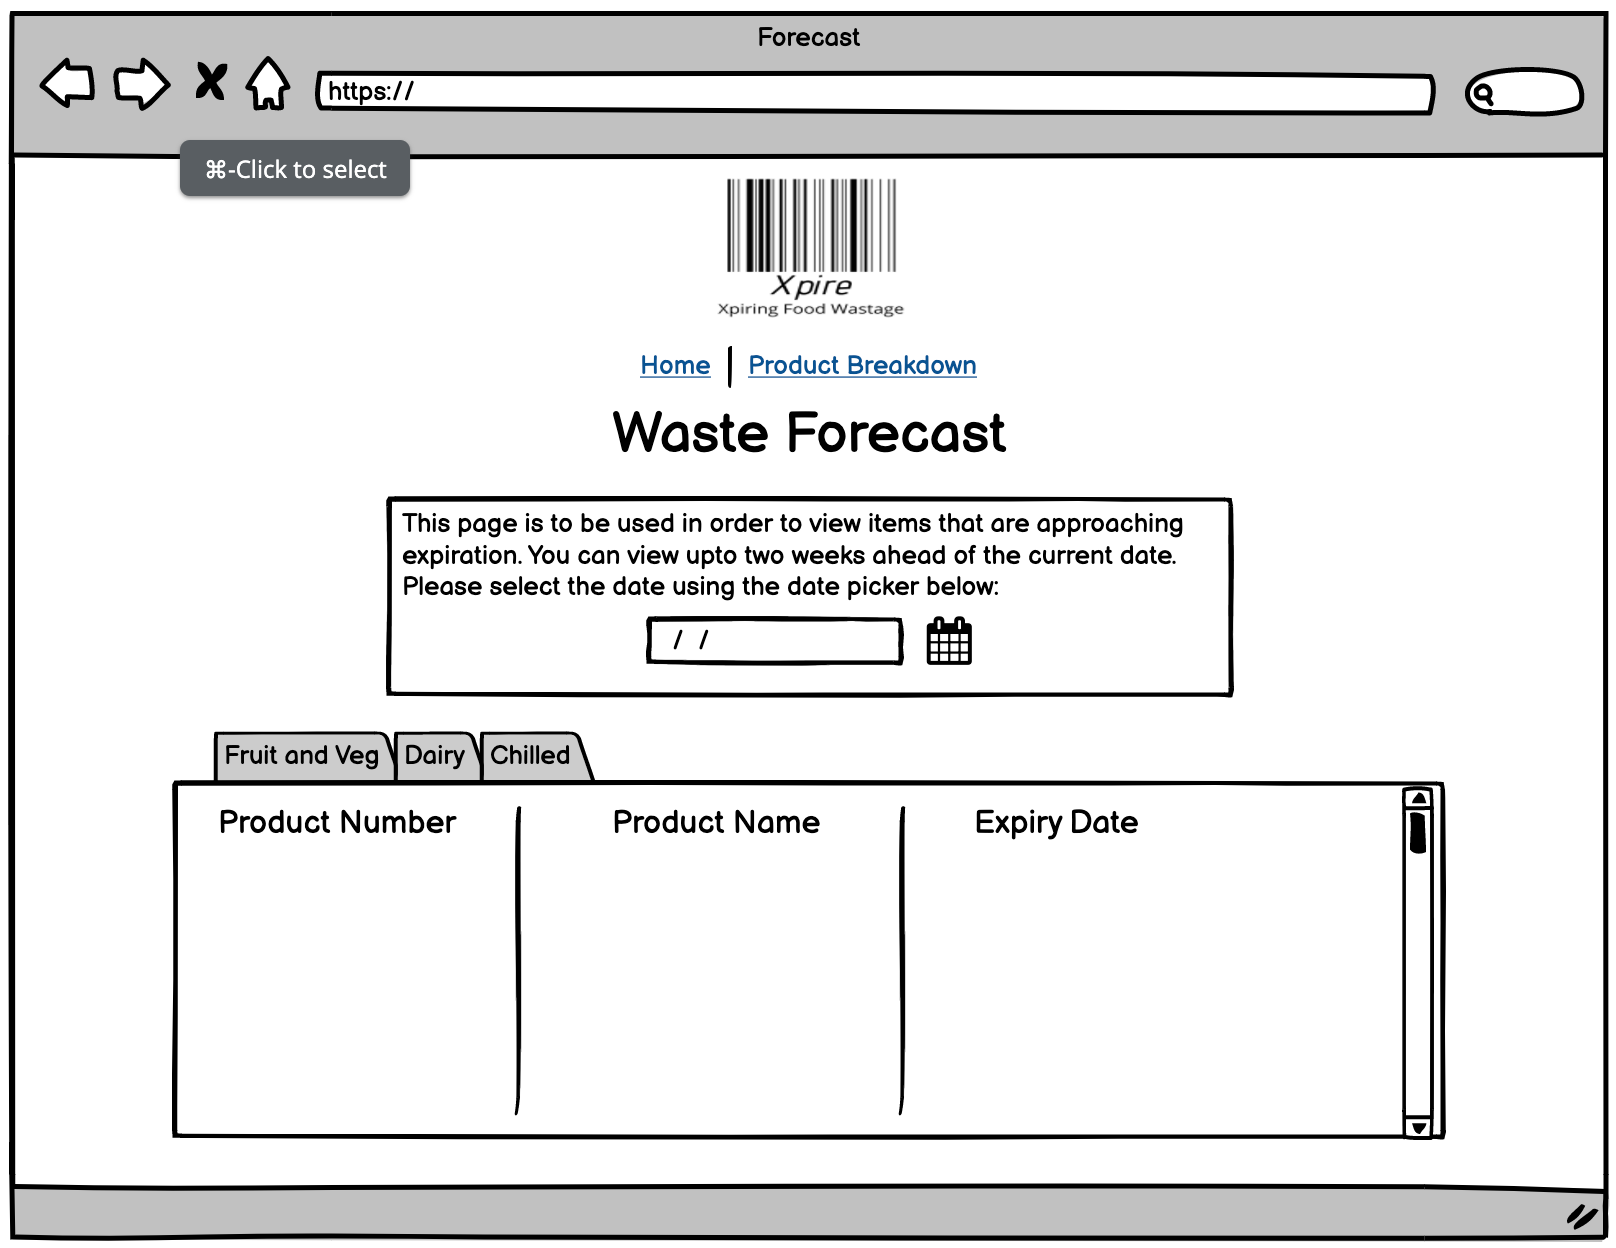 Forecast
https://
⌘-Click to select
Xpire
Xpiring Food Wastage
Home | Product Breakdown
Waste Forecast
This page is to be used in order to view items that are approaching
expiration. You can view upto two weeks ahead of the current date.
Please select the date using the date picker below:
/ /
Fruit and Veg Dairy Chilled
Product Number Product Name Expiry Date